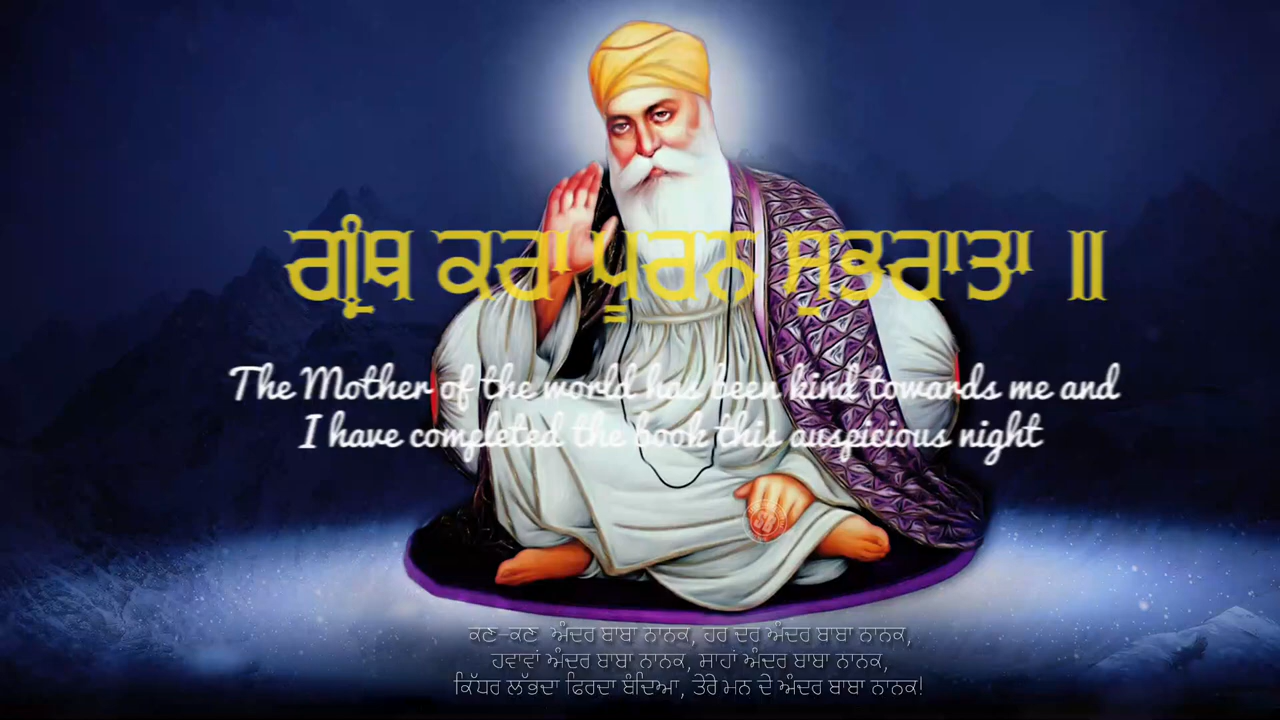 ਗ੍ਰੰਥ ਕਰਾ ਪੂਰਨ ਸੁਭਰਾਤਾ ॥
The Mother of the world has been kind towards me and
I have completed the book this auspicious night
ਕਣ-ਕਣ ਅੰਦਰ ਬਾਬਾ ਨਾਨਕ, ਹਰ ਦਰ ਅੰਦਰ ਬਾਬਾ ਨਾਨਕ,
ਹਵਾਵਾਂ ਅੰਦਰ ਬਾਬਾ ਨਾਨਕ, ਸਾਹਾਂ ਅੰਦਰ ਬਾਬਾ ਨਾਨਕ,
ਕਿੱਧਰ ਲੱਭਦਾ ਫਿਰਦਾ ਬੰਦਿਆ, ਤੇਰੇ ਮਨ ਦੇ ਅੰਦਰ ਬਾਬਾ ਨਾਨਕ!